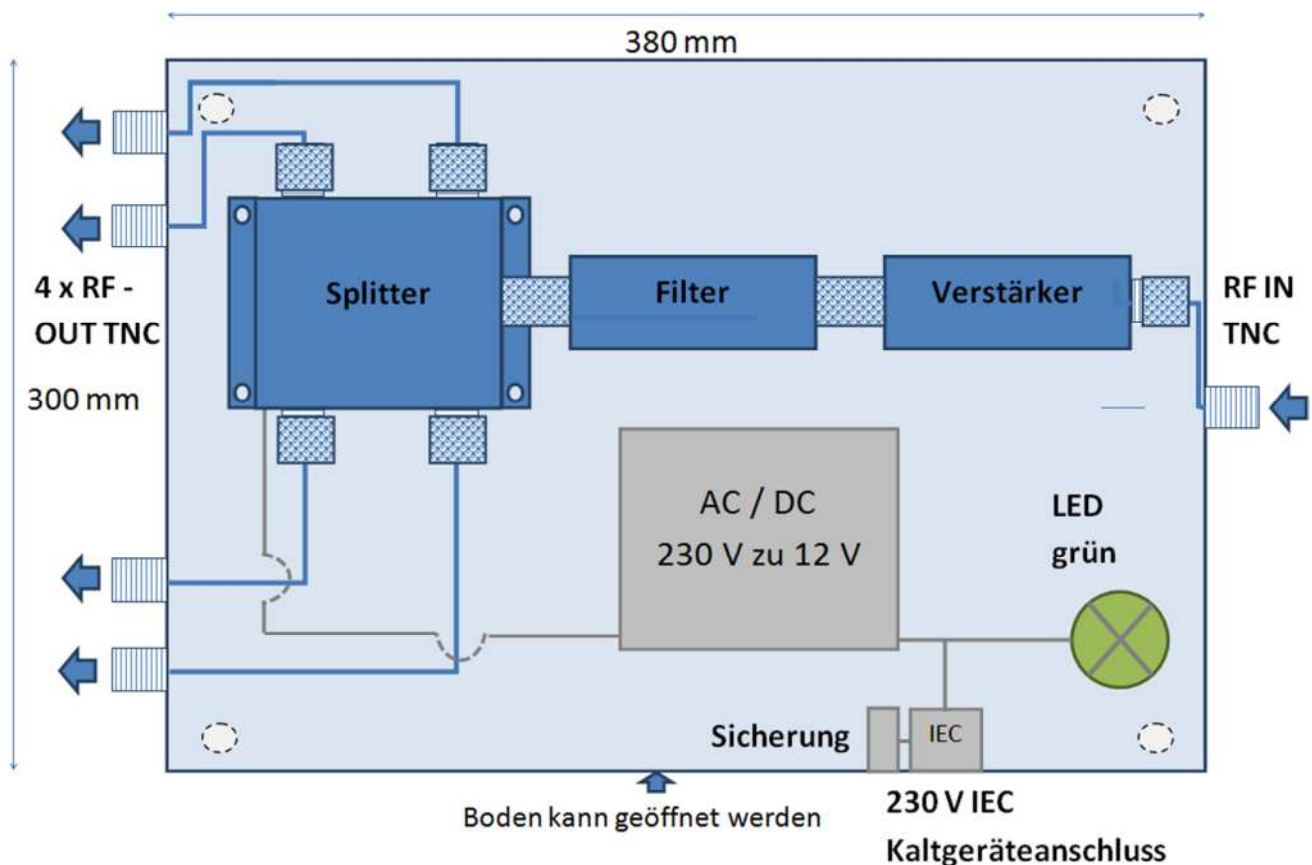 380 mm
Splitter
Filter
Verstärker
4 x RF -
OUT TNC
RF IN
TNC
300 mm
AC / DC
230 V zu 12 V
LED
grün
Sicherung
IEC
Boden kann geöffnet werden
230 V IEC
Kaltgeräteanschluss